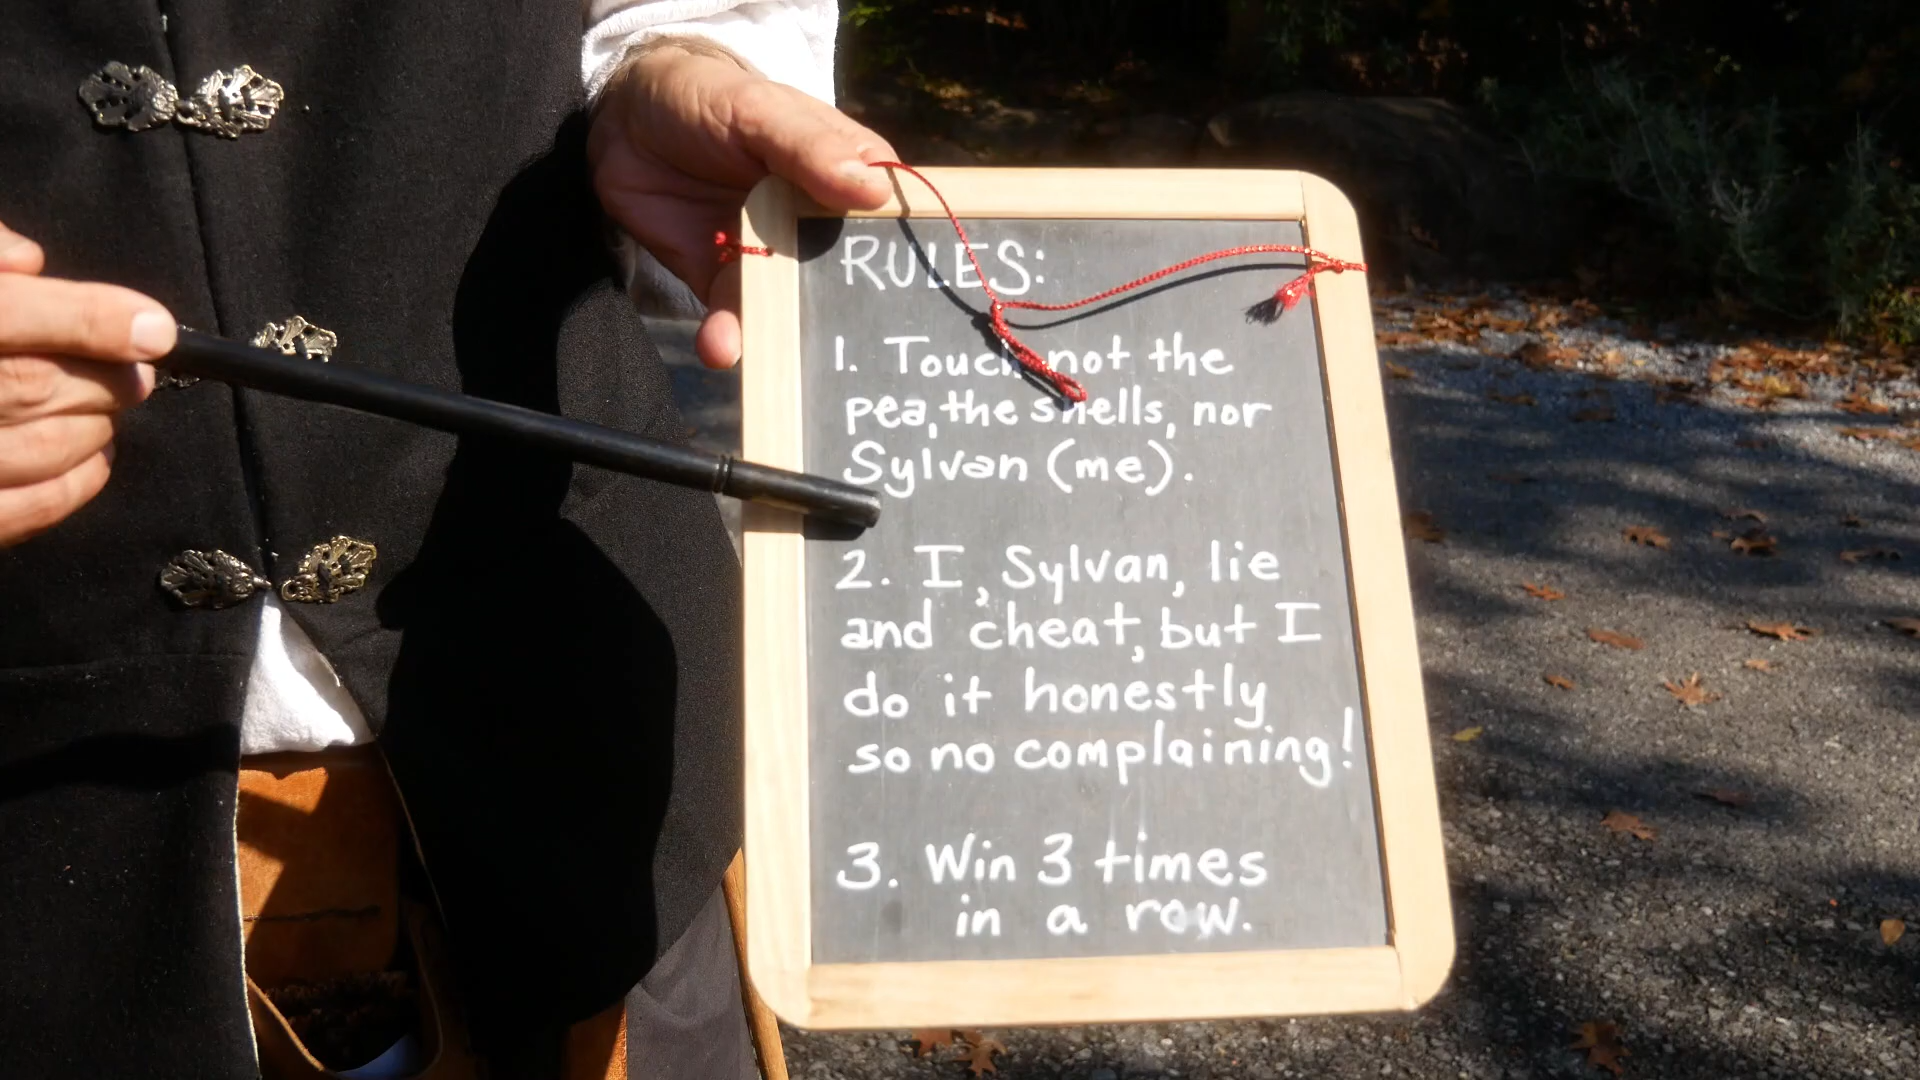 RULES:
1. Touch not the
pea, the shells, nor
Sylvan (me).
2. I, Sylvan, lie
and cheat, but I
do it honestly
so no complaining!
3. Win 3 times
in a row.